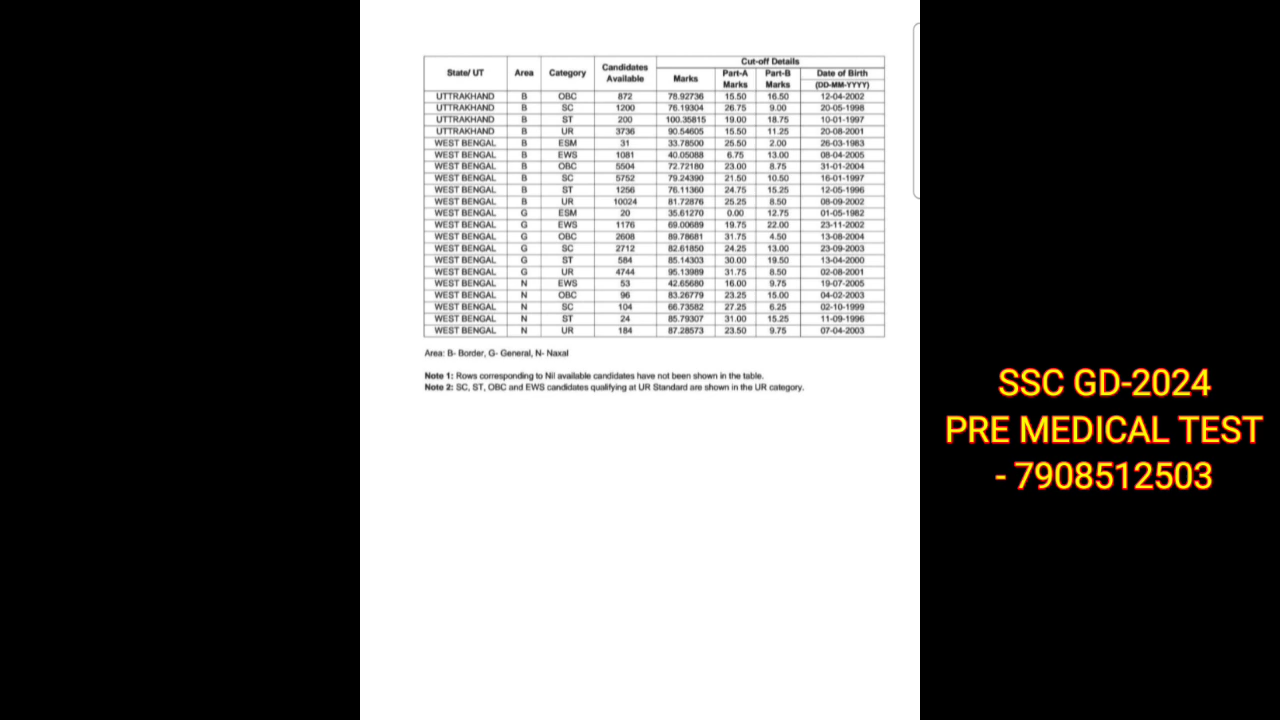 Cut-off Details
State/ UT Area Category Candidates Available Marks Part-A Marks Part-B Marks Date of Birth (DD-MM-YYYY)
UTTRAKHAND B OBC 872 78.92736 15.50 16.50 12-04-2002
UTTRAKHAND B SC 1200 76.19304 26.75 9.00 20-05-1998
UTTRAKHAND B ST 200 100.35815 19.00 18.75 10-01-1997
UTTRAKHAND B UR 3736 90.54605 15.50 11.25 20-08-2001
WEST BENGAL B ESM 31 33.78500 25.50 2.00 26-03-1983
WEST BENGAL B EWS 1081 40.05088 6.75 13.00 08-04-2005
WEST BENGAL B OBC 5504 72.72180 23.00 8.75 31-01-2004
WEST BENGAL B SC 5752 79.24390 21.50 10.50 16-01-1997
WEST BENGAL B ST 1256 76.11360 24.75 15.25 12-05-1996
WEST BENGAL B UR 10024 81.72876 25.25 8.50 08-09-2002
WEST BENGAL G ESM 20 35.61270 0.00 12.75 01-05-1982
WEST BENGAL G EWS 1176 69.00689 19.75 22.00 23-11-2002
WEST BENGAL G OBC 2608 89.78681 31.75 4.50 13-08-2004
WEST BENGAL G SC 2712 82.61850 24.25 13.00 23-09-2003
WEST BENGAL G ST 584 85.14303 30.00 19.50 13-04-2000
WEST BENGAL G UR 4744 95.13989 31.75 8.50 02-08-2001
WEST BENGAL N EWS 53 42.65680 16.00 9.75 19-07-2005
WEST BENGAL N OBC 96 83.26779 23.25 15.00 04-02-2003
WEST BENGAL N SC 104 66.73582 27.25 6.25 02-10-1999
WEST BENGAL N ST 24 85.79307 31.00 15.25 11-09-1996
WEST BENGAL N UR 184 87.28573 23.50 9.75 07-04-2003
Area: B- Border, G- General, N- Naxal
Note 1: Rows corresponding to Nil available candidates have not been shown in the table.
Note 2: SC, ST, OBC and EWS candidates qualifying at UR Standard are shown in the UR category.
SSC GD-2024
PRE MEDICAL TEST
- 7908512503